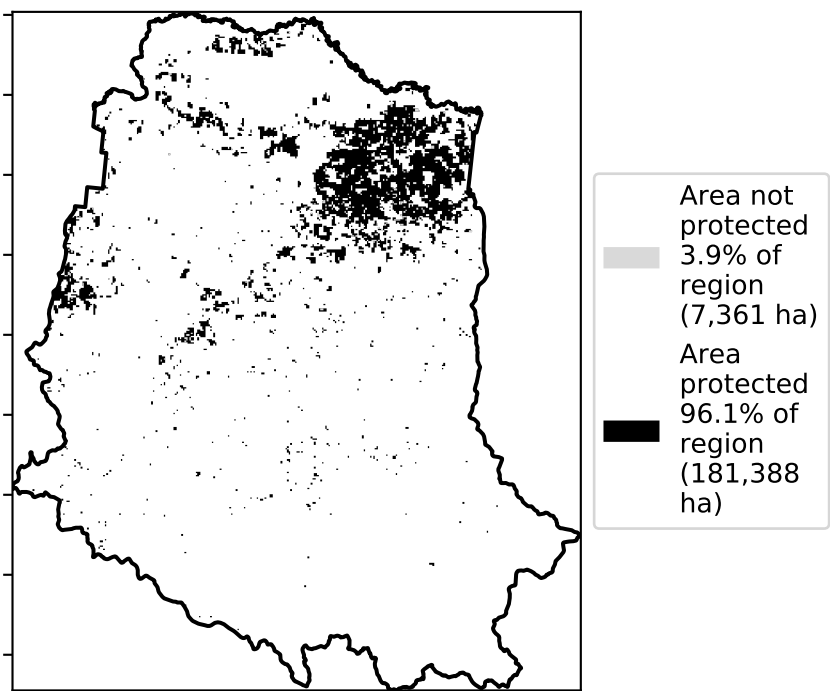 Area not
protected
3.9% of
region
(7,361 ha)
Area
protected
96.1% of
region
(181,388
ha)